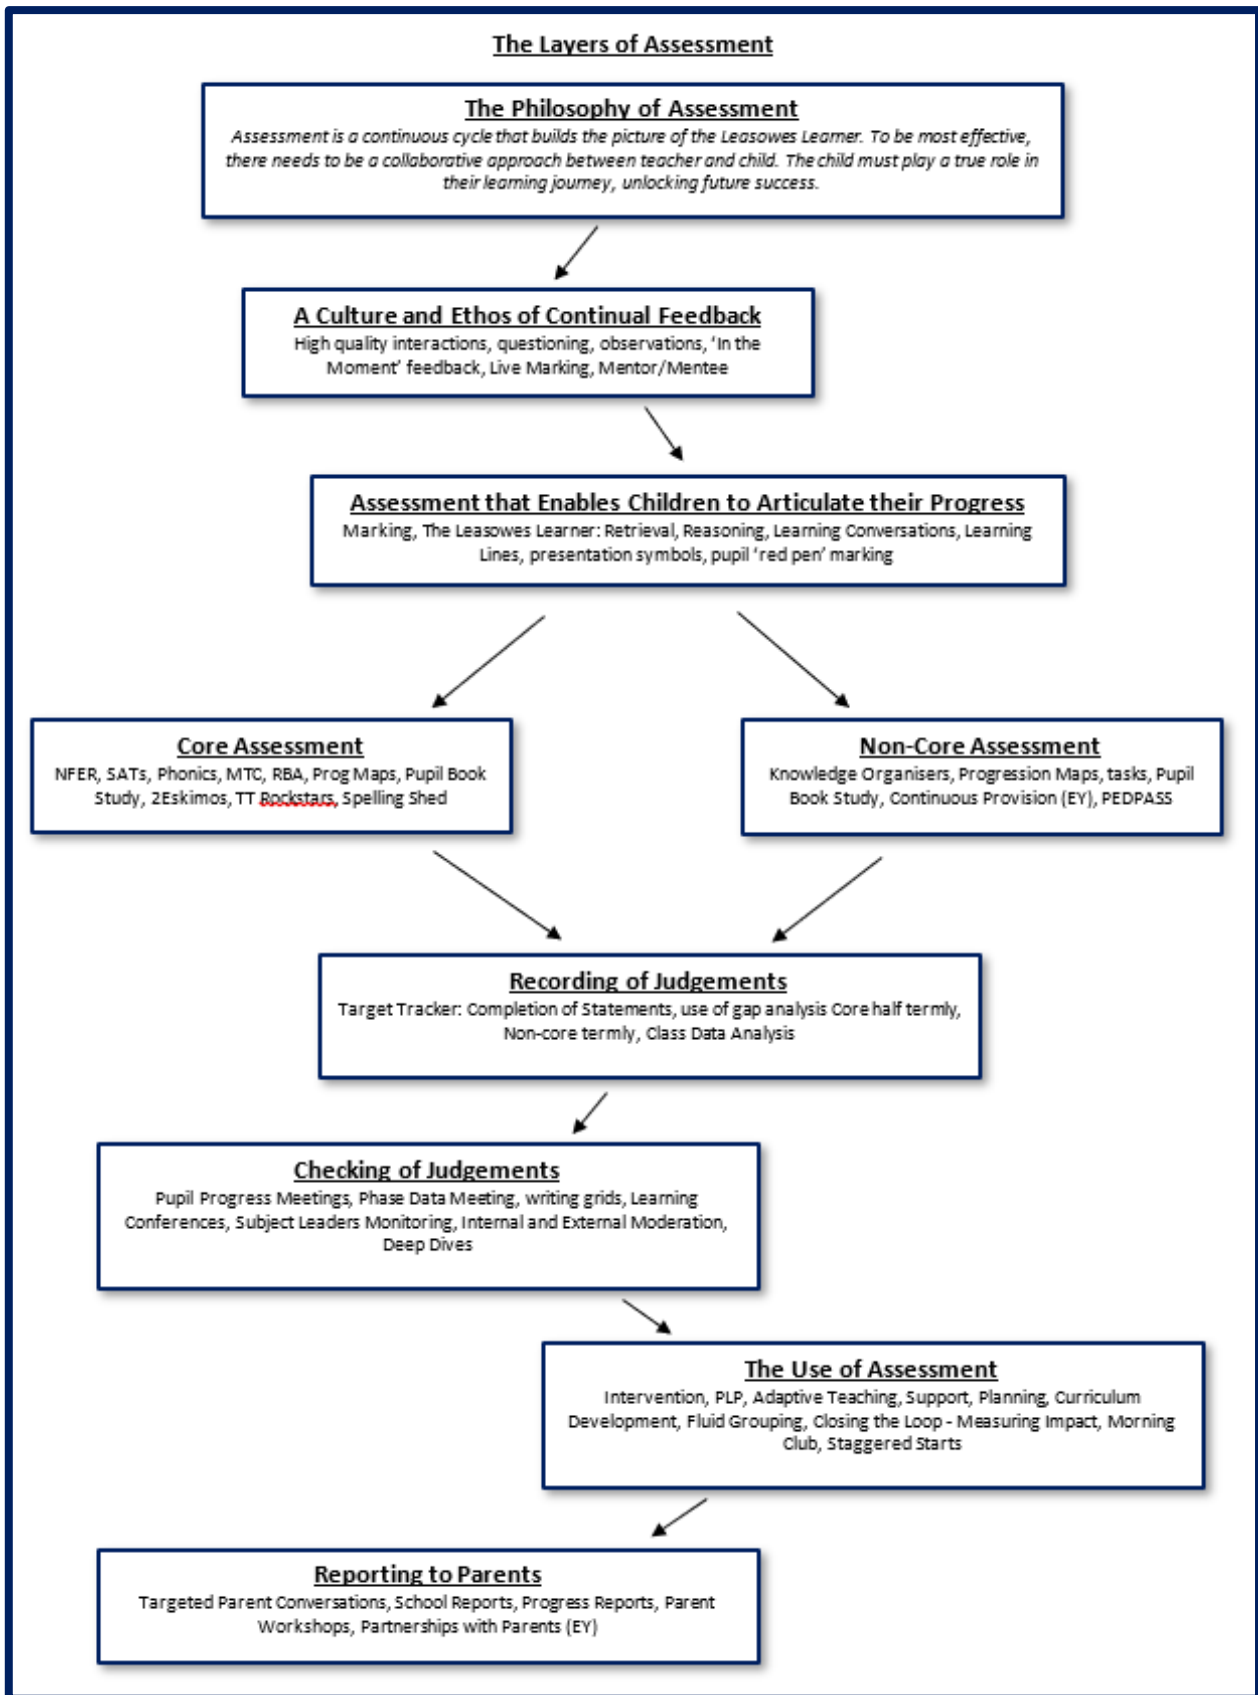 The Layers of Assessment
The Philosophy of Assessment
Assessment is a continuous cycle that builds the picture of the Leasowes Learner. To be most effective,
there needs to be a collaborative approach between teacher and child. The child must play a true role in
their learning journey, unlocking future success.
A Culture and Ethos of Continual Feedback
High quality interactions, questioning, observations, ‘In the
Moment’ feedback, Live Marking, Mentor/Mentee
Assessment that Enables Children to Articulate their Progress
Marking, The Leasowes Learner: Retrieval, Reasoning, Learning Conversations, Learning
Lines, presentation symbols, pupil ‘red pen’ marking
Core Assessment
NFER, SATs, Phonics, MTC, RBA, Prog Maps, Pupil Book
Study, 2Eskimos, TT Rockstars, Spelling Shed
Non-Core Assessment
Knowledge Organisers, Progression Maps, tasks, Pupil
Book Study, Continuous Provision (EY), PEDPASS
Recording of Judgements
Target Tracker: Completion of Statements, use of gap analysis Core half termly,
Non-core termly, Class Data Analysis
Checking of Judgements
Pupil Progress Meetings, Phase Data Meeting, writing grids, Learning
Conferences, Subject Leaders Monitoring, Internal and External Moderation,
Deep Dives
The Use of Assessment
Intervention, PLP, Adaptive Teaching, Support, Planning, Curriculum
Development, Fluid Grouping, Closing the Loop - Measuring Impact, Morning
Club, Staggered Starts
Reporting to Parents
Targeted Parent Conversations, School Reports, Progress Reports, Parent
Workshops, Partnerships with Parents (EY)